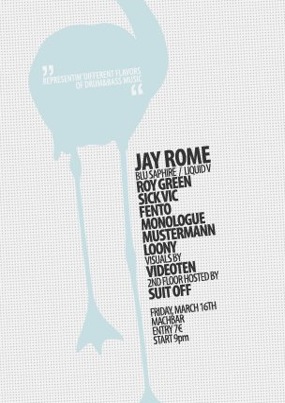 „
REPRESENTIN' DIFFERENT FLAVORS
OF DRUM&BASS MUSIC
“
JAY ROME
BLU SAPHIRE / LIQUID V
ROY GREEN
SICK VIC
FENTO
MONOLOGUE
MUSTERMANN
LOONY
VISUALS BY
VIDEOTEN
2ND FLOOR HOSTED BY
SUIT OFF
FRIDAY, MARCH 16TH
MACHBAR
ENTRY 7€
START 9pm